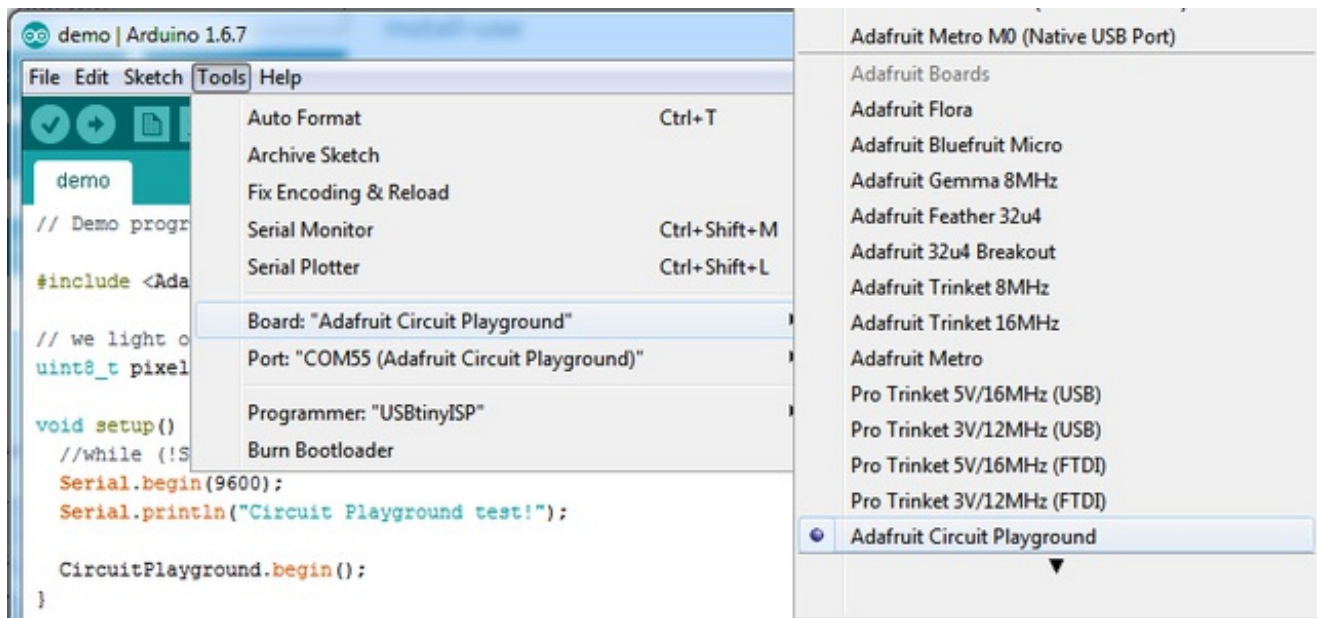 demo | Arduino 1.6.7
File Edit Sketch Tools Help
demo
// Demo progr
#include <Ada
// we light o
uint8_t pixel
void setup()
//while (!S
Serial.begin(9600);
Serial.println("Circuit Playground test!");
CircuitPlayground.begin();
}
Auto Format Ctrl+T
Archive Sketch
Fix Encoding & Reload
Serial Monitor Ctrl+Shift+M
Serial Plotter Ctrl+Shift+L
Board: "Adafruit Circuit Playground"
Port: "COM55 (Adafruit Circuit Playground)"
Programmer: "USBtinyISP"
Burn Bootloader
Adafruit Metro M0 (Native USB Port)
Adafruit Boards
Adafruit Flora
Adafruit Bluefruit Micro
Adafruit Gemma 8MHz
Adafruit Feather 32u4
Adafruit 32u4 Breakout
Adafruit Trinket 8MHz
Adafruit Trinket 16MHz
Adafruit Metro
Pro Trinket 5V/16MHz (USB)
Pro Trinket 3V/12MHz (USB)
Pro Trinket 5V/16MHz (FTDI)
Pro Trinket 3V/12MHz (FTDI)
Adafruit Circuit Playground